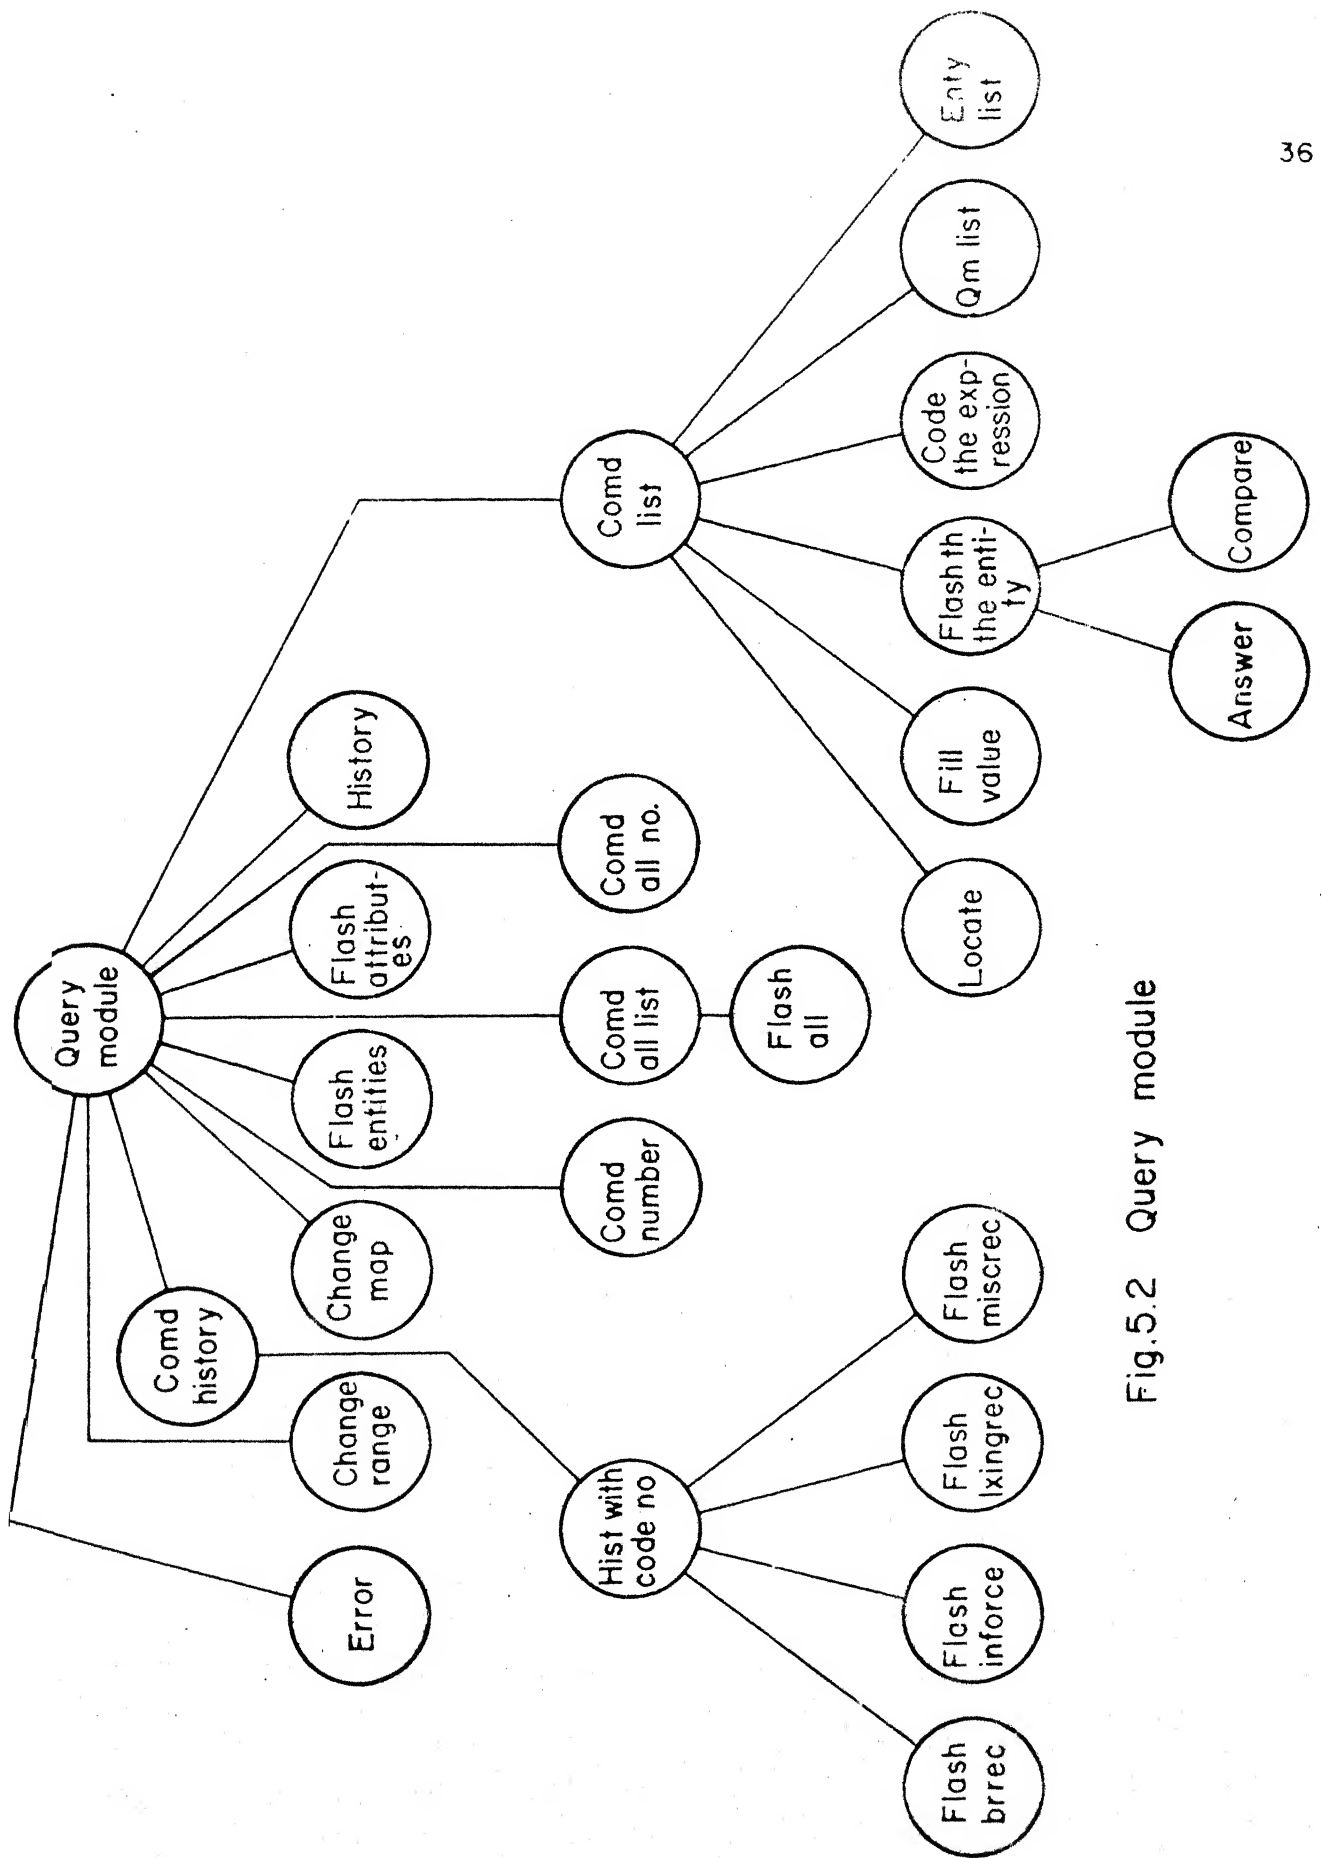 36
Query
module
Comd
history
Error
Change
range
Change
map
Flash
entities
Flash
attribut-
es
History
Hist with
code no
Comd
number
Comd
all list
Comd
all no.
Comd
list
Flash
all
Flash
brrec
Flash
inforce
Flash
lxingrec
Flash
miscrec
Locate
Fill
value
Flash th
the enti-
ty
Code
the exp-
ression
Qm list
Enty
list
Answer
Compare
Fig.5.2 Query module